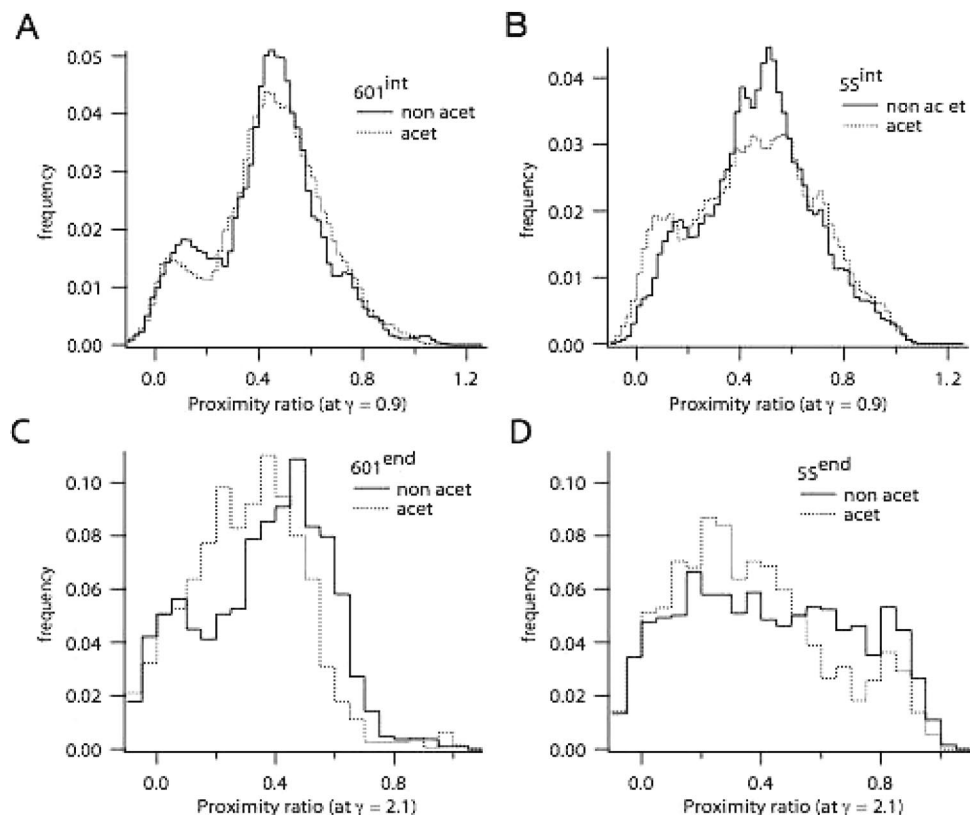 A
0.05
0.04
0.03
0.02
0.01
0.00
frequency
601int
non acet
acet
0.0
0.4
0.8
1.2
Proximity ratio (at γ = 0.9)
B
0.04
0.03
0.02
0.01
0.00
frequency
5Sint
non ac et
acet
0.0
0.4
0.8
1.2
Proximity ratio (at γ = 0.9)
C
0.10
0.08
0.06
0.04
0.02
0.00
frequency
601end
non acet
acet
0.0
0.4
0.8
Proximity ratio (at γ = 2.1)
D
0.10
0.08
0.06
0.04
0.02
0.00
frequency
5Send
non acet
acet
0.0
0.4
0.8
Proximity ratio (at γ = 2.1)